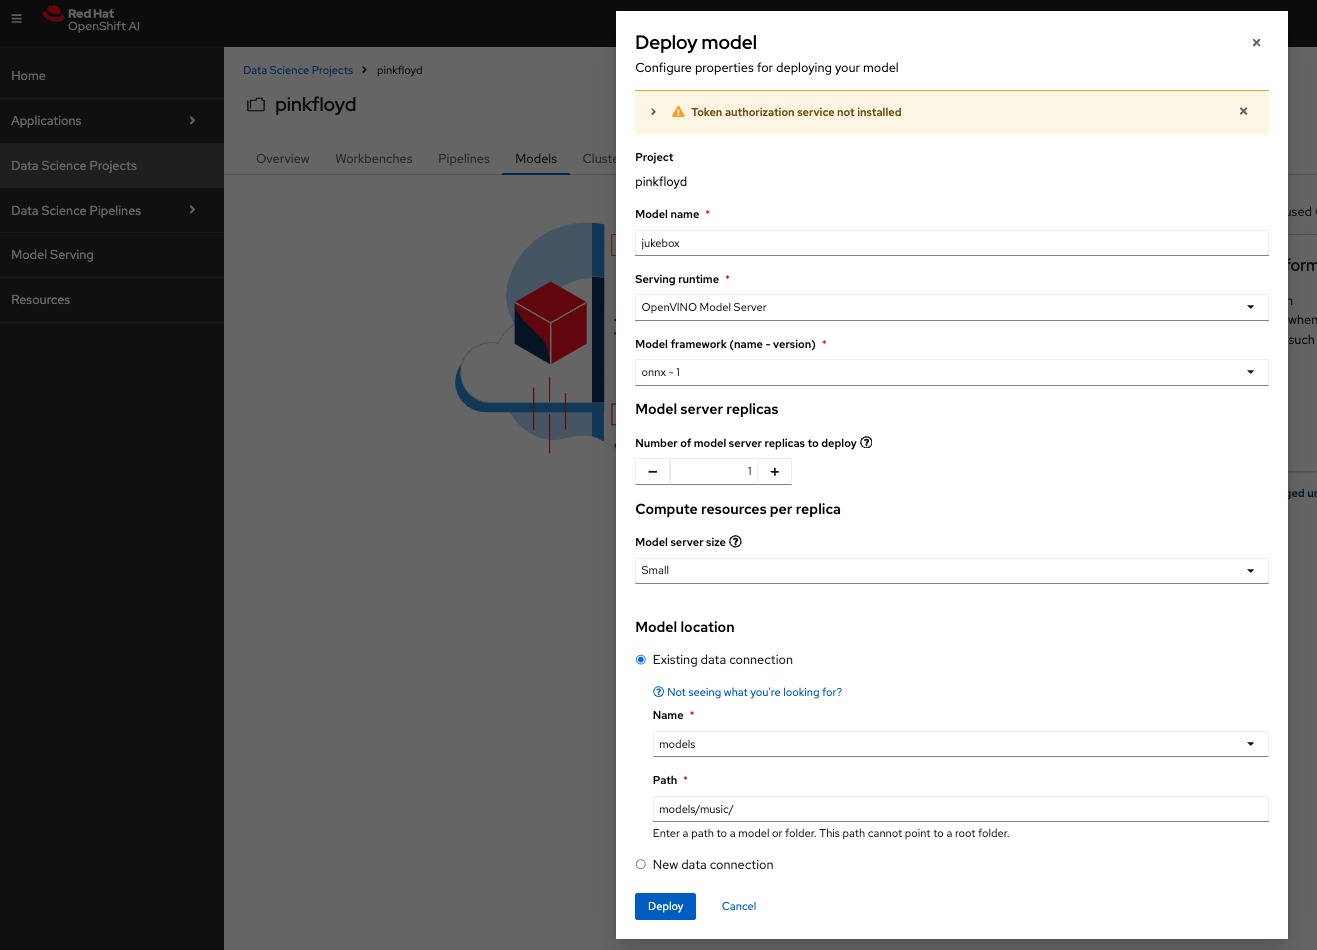 Red Hat
OpenShift AI
Home
Applications
Data Science Projects
Data Science Pipelines
Model Serving
Resources
Data Science Projects > pinkfloyd
pinkfloyd
Overview Workbenches Pipelines Models Cluste
used
form
when
such
ged un
Deploy model
Configure properties for deploying your model
Token authorization service not installed
Project
pinkfloyd
Model name *
jukebox
Serving runtime *
OpenVINO Model Server
Model framework (name - version) *
onnx - 1
Model server replicas
Number of model server replicas to deploy
1
Compute resources per replica
Model server size
Small
Model location
Existing data connection
Not seeing what you're looking for?
Name *
models
Path *
models/music/
Enter a path to a model or folder. This path cannot point to a root folder.
New data connection
Deploy Cancel